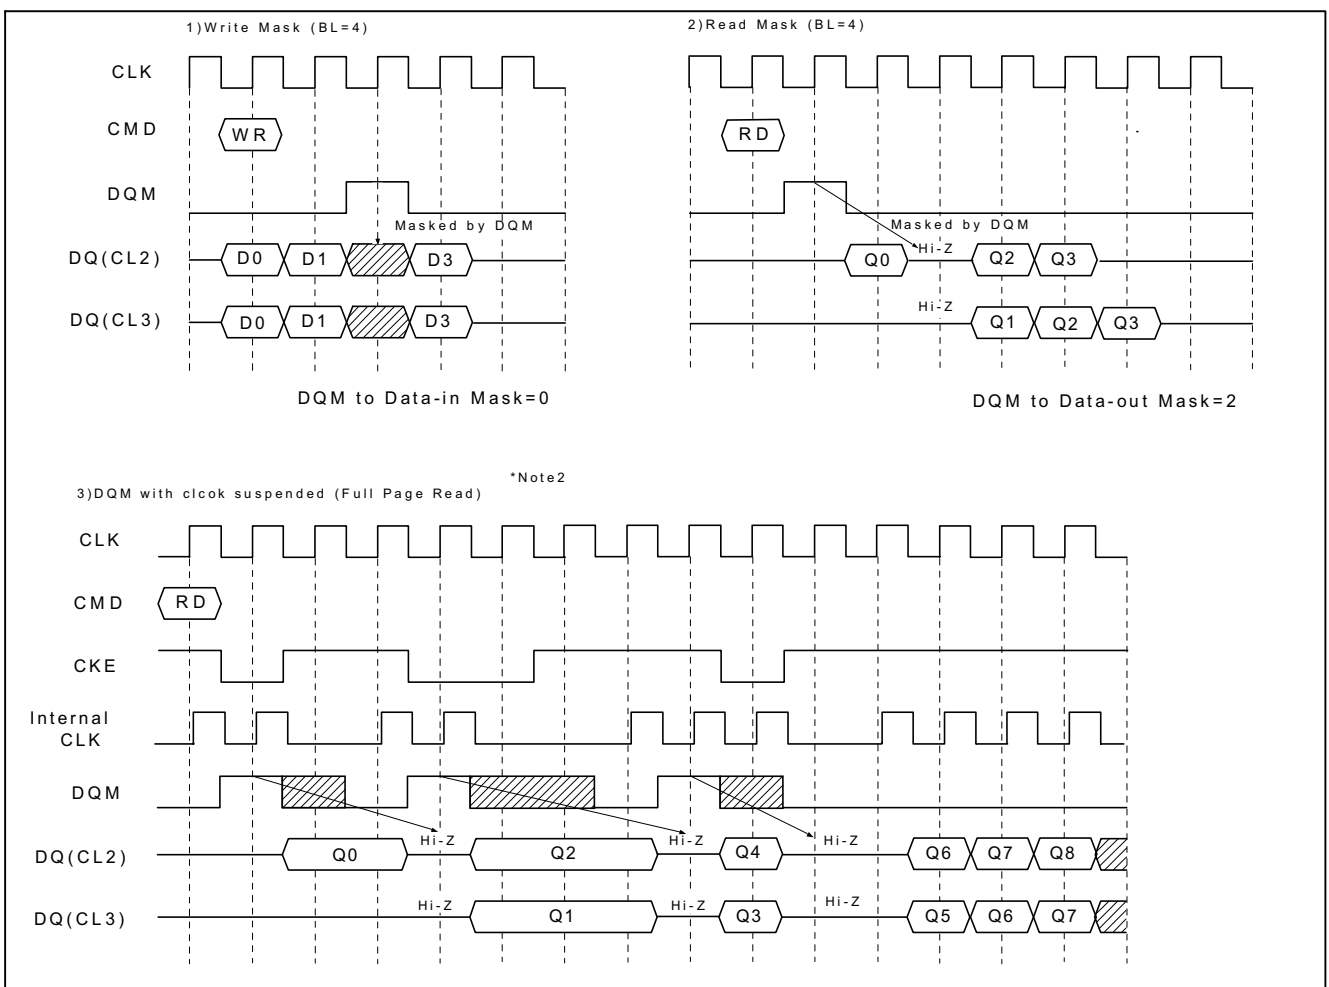 1)Write Mask (BL=4)
CLK
CMD
WR
DQM
Masked by DQM
DQ(CL2)
D0 D1 D3
DQ(CL3)
D0 D1 D3
DQM to Data-in Mask=0
2)Read Mask (BL=4)
RD
Masked by DQM
Hi-Z
Q0 Q2 Q3
Hi-Z
Q1 Q2 Q3
DQM to Data-out Mask=2
*Note2
3)DQM with clcok suspended (Full Page Read)
CLK
CMD
RD
CKE
Internal
CLK
DQM
Hi-Z Hi-Z Hi-Z
DQ(CL2)
Q0 Q2 Q4 Q6 Q7 Q8
Hi-Z Hi-Z Hi-Z
DQ(CL3)
Q1 Q3 Q5 Q6 Q7